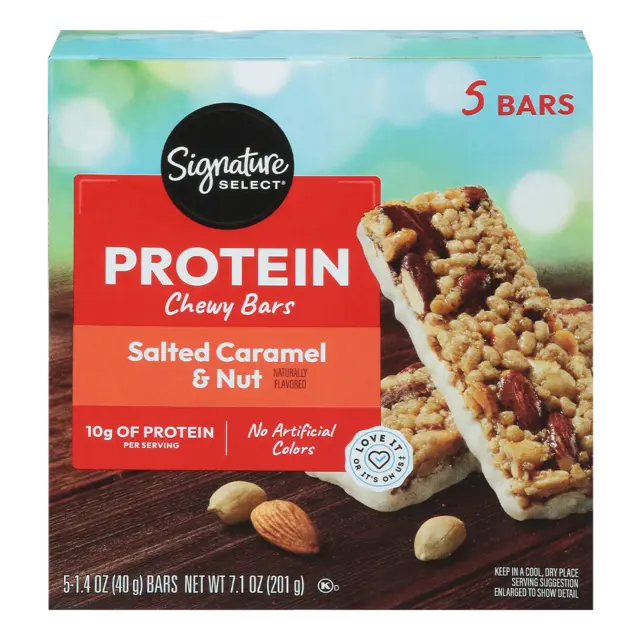 5 BARS
Signature
SELECT®
PROTEIN
Chewy Bars
Salted Caramel
& Nut
NATURALLY
FLAVORED
10g OF PROTEIN
PER SERVING
No Artificial
Colors
LOVE IT
OR IT'S ON US‡
5-1.4 OZ (40g) BARS NET WT 7.1 OZ (201g)
K D
KEEP IN A COOL, DRY PLACE
SERVING SUGGESTION
ENLARGED TO SHOW DETAIL